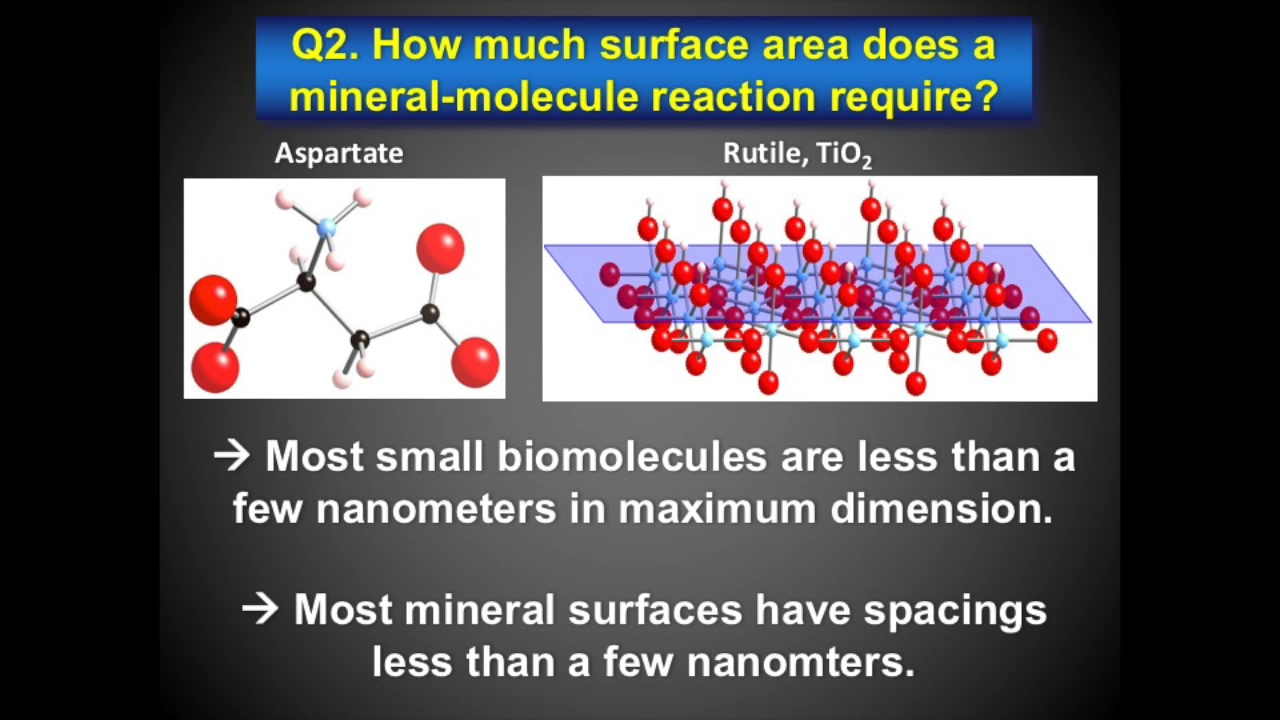 Q2. How much surface area does a
mineral-molecule reaction require?
Aspartate
Rutile, TiO₂
→ Most small biomolecules are less than a
few nanometers in maximum dimension.
→ Most mineral surfaces have spacings
less than a few nanomters.